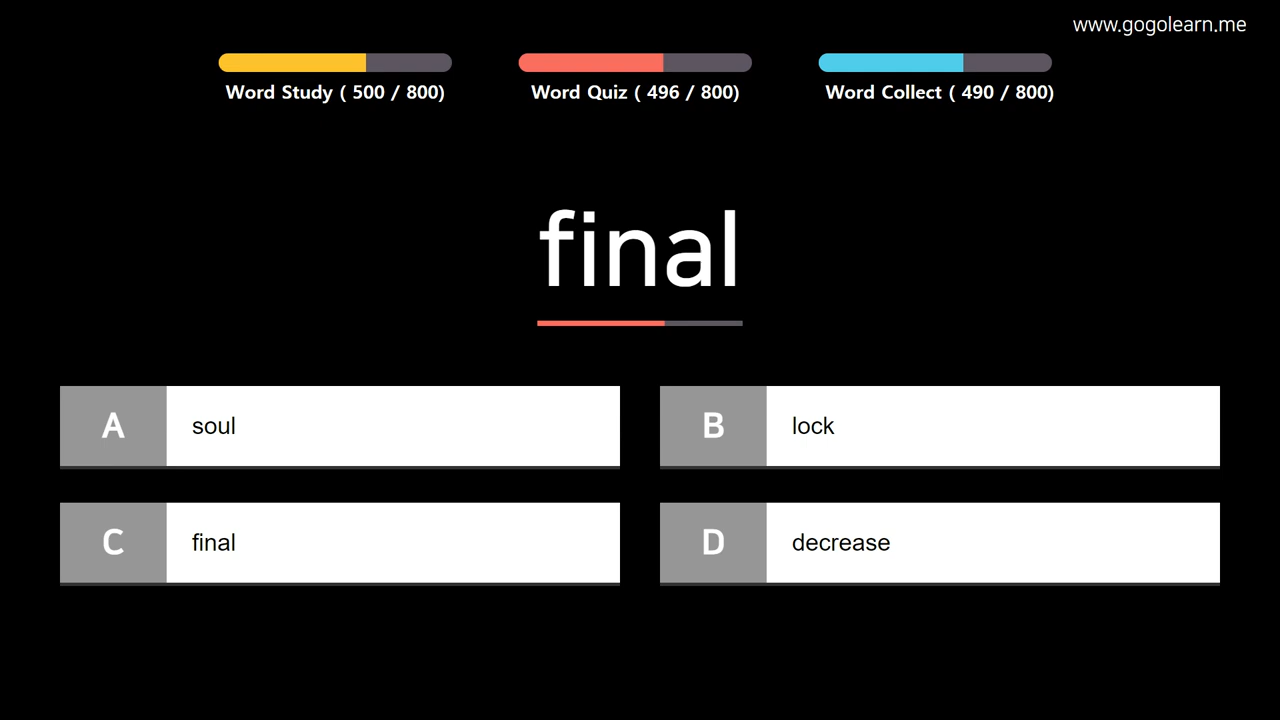 www.gogolearn.me
Word Study ( 500 / 800)
Word Quiz ( 496 / 800)
Word Collect ( 490 / 800)
final
A soul
B lock
C final
D decrease